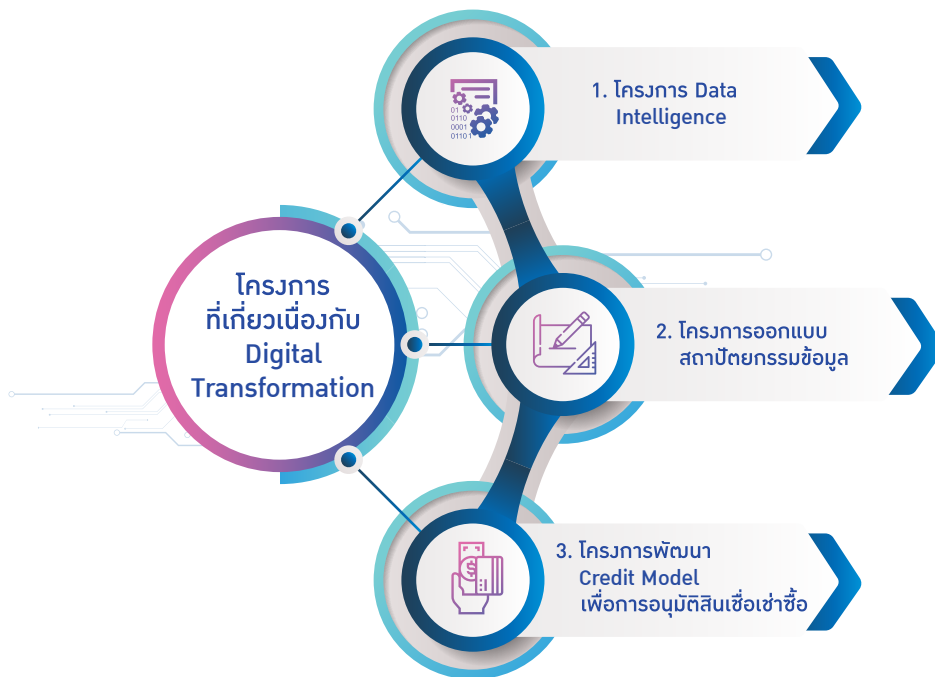 โครงการ
ที่เกี่ยวเนื่องกับ
Digital
Transformation
1. โครงการ Data
Intelligence
01
0110
0001
01101
2. โครงการออกแบบ
สถาปัตยกรรมข้อมูล
3. โครงการพัฒนา
Credit Model
เพื่อการอนุมัติสินเชื่อเช่าซื้อ
$